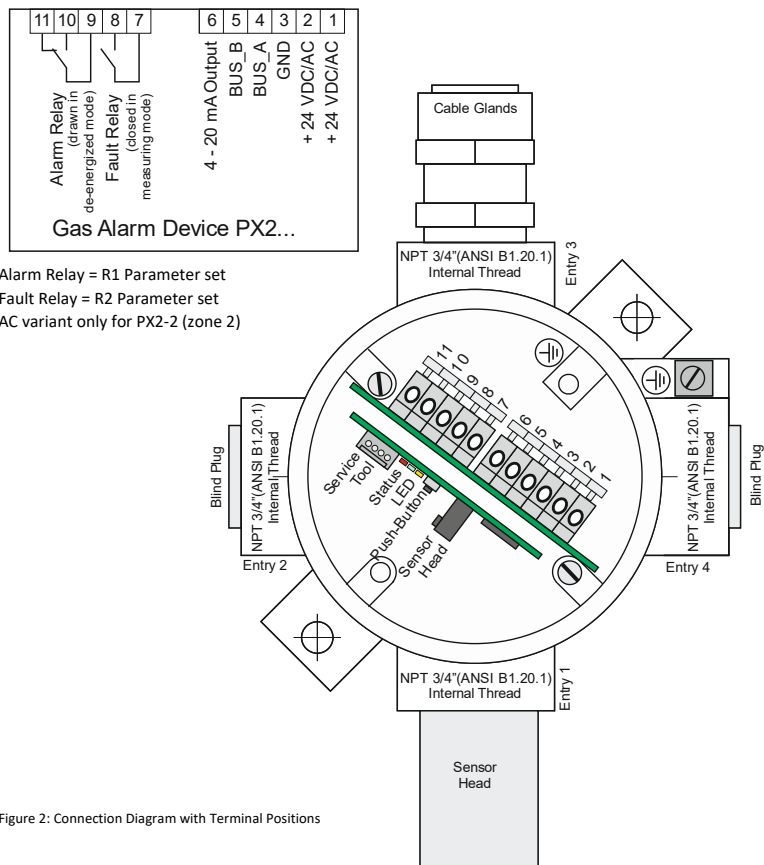 11 10 9 8 7 6 5 4 3 2 1
Alarm Relay
(drawn in
de-energized mode)
Fault Relay
(closed in
measuring mode)
4 - 20 mA Output
BUS_B
BUS_A
GND
+ 24 VDC/AC
+ 24 VDC/AC
Gas Alarm Device PX2...
Alarm Relay = R1 Parameter set
Fault Relay = R2 Parameter set
AC variant only for PX2-2 (zone 2)
Cable Glands
NPT 3/4"(ANSI B1.20.1)
Internal Thread
Entry 3
11
10
9
8
7
6
5
4
3
2
1
Blind Plug
NPT 3/4"(ANSI B1.20.1)
Internal Thread
Entry 2
Service
Tool
Status
LED
Push-Button
Sensor
Head
NPT 3/4"(ANSI B1.20.1)
Internal Thread
Blind Plug
Entry 4
NPT 3/4"(ANSI B1.20.1)
Internal Thread
Entry 1
Sensor
Head
Figure 2: Connection Diagram with Terminal Positions